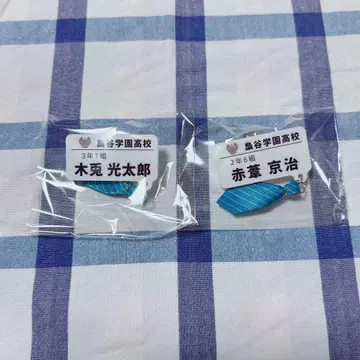 梟谷学園高校
3年1組
木兎 光太郎
梟谷学園高校
2年6組
赤葦 京治